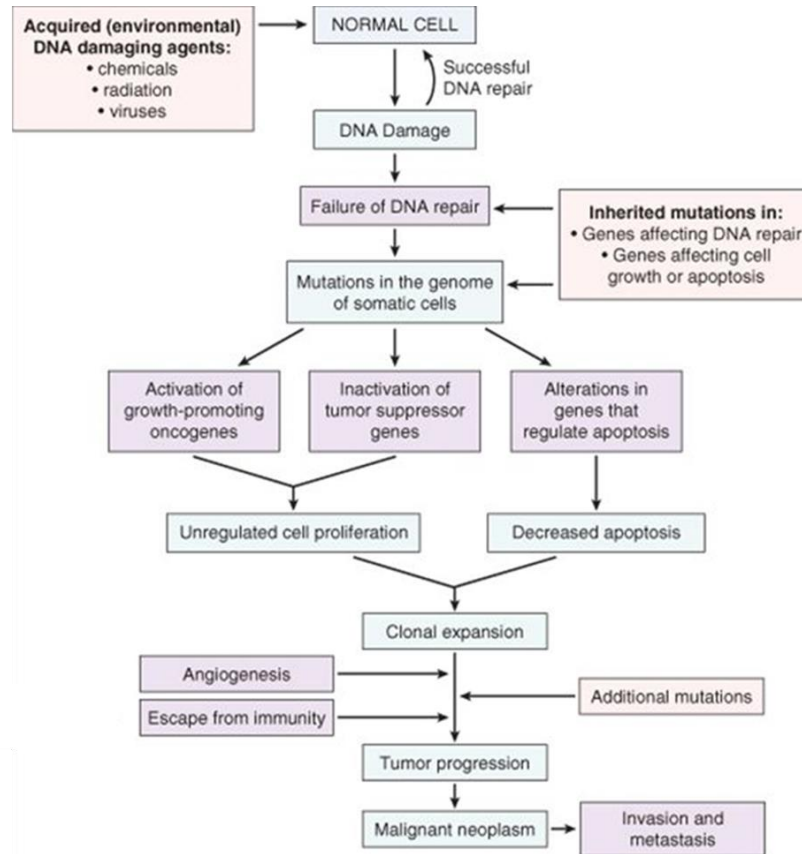 Acquired (environmental)
DNA damaging agents:
• chemicals
• radiation
• viruses
NORMAL CELL
Successful
DNA repair
DNA Damage
Failure of DNA repair
Inherited mutations in:
• Genes affecting DNA repair
• Genes affecting cell
growth or apoptosis
Mutations in the genome
of somatic cells
Activation of
growth-promoting
oncogenes
Inactivation of
tumor suppressor
genes
Alterations in
genes that
regulate apoptosis
Unregulated cell proliferation
Decreased apoptosis
Clonal expansion
Angiogenesis
Additional mutations
Escape from immunity
Tumor progression
Malignant neoplasm
Invasion and
metastasis